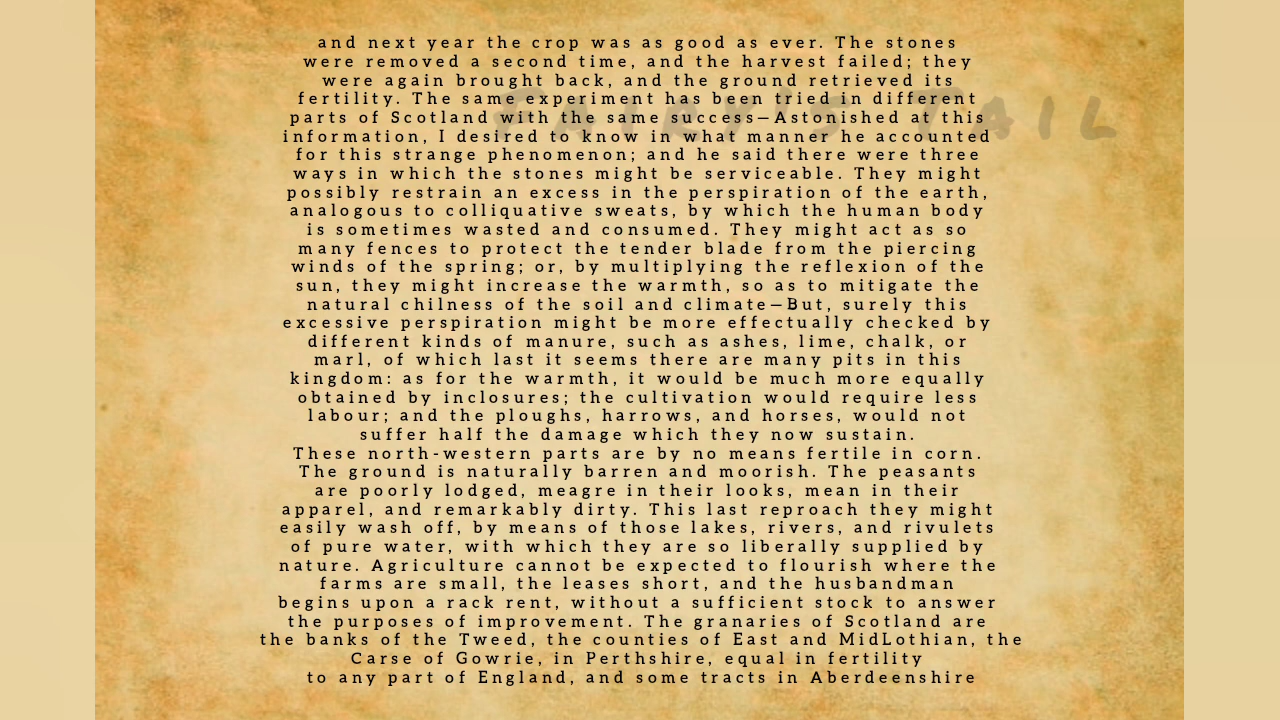 and next year the crop was as good as ever. The stones
were removed a second time, and the harvest failed; they
were again brought back, and the ground retrieved its
fertility. The same experiment has been tried in different
parts of Scotland with the same success—Astonished at this
information, I desired to know in what manner he accounted
for this strange phenomenon; and he said there were three
ways in which the stones might be serviceable. They might
possibly restrain an excess in the perspiration of the earth,
analogous to colliquative sweats, by which the human body
is sometimes wasted and consumed. They might act as so
many fences to protect the tender blade from the piercing
winds of the spring; or, by multiplying the reflexion of the
sun, they might increase the warmth, so as to mitigate the
natural chilness of the soil and climate—But, surely this
excessive perspiration might be more effectually checked by
different kinds of manure, such as ashes, lime, chalk, or
marl, of which last it seems there are many pits in this
kingdom: as for the warmth, it would be much more equally
obtained by inclosures; the cultivation would require less
labour; and the ploughs, harrows, and horses, would not
suffer half the damage which they now sustain.
These north-western parts are by no means fertile in corn.
The ground is naturally barren and moorish. The peasants
are poorly lodged, meagre in their looks, mean in their
apparel, and remarkably dirty. This last reproach they might
easily wash off, by means of those lakes, rivers, and rivulets
of pure water, with which they are so liberally supplied by
nature. Agriculture cannot be expected to flourish where the
farms are small, the leases short, and the husbandman
begins upon a rack rent, without a sufficient stock to answer
the purposes of improvement. The granaries of Scotland are
the banks of the Tweed, the counties of East and MidLothian, the
Carse of Gowrie, in Perthshire, equal in fertility
to any part of England, and some tracts in Aberdeenshire